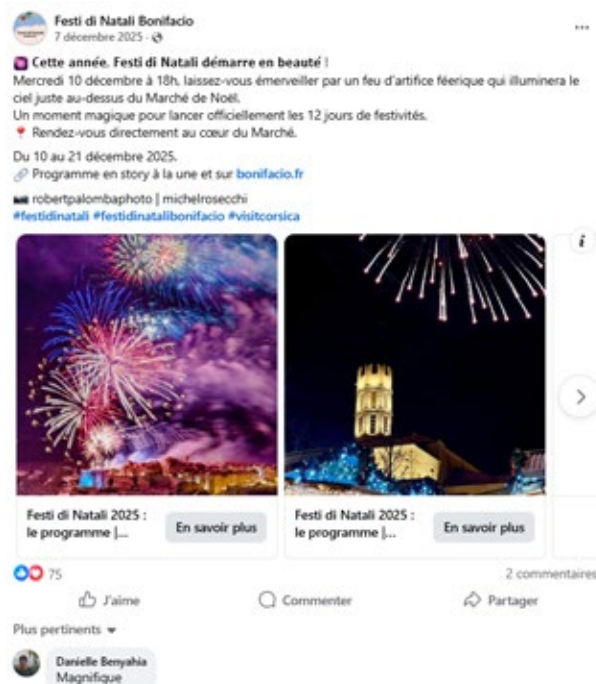 Festi di Natali Bonifacio
7 décembre 2025 ·
Cette année, Festi di Natali démarre en beauté !
Mercredi 10 décembre à 18h, laissez-vous émerveiller par un feu d'artifice féerique qui illuminera le
ciel juste au-dessus du Marché de Noël.
Un moment magique pour lancer officiellement les 12 jours de festivités.
📍 Rendez-vous directement au cœur du Marché.
Du 10 au 21 décembre 2025.
🔗 Programme en story à la une et sur bonifacio.fr
📷 robertpalombaphoto | michelrosecchi
#festidinatali #festidinatalibonifacio #visitcorsica
Festi di Natali 2025 :
le programme |...
En savoir plus
Festi di Natali 2025 :
le programme |...
En savoir plus
75
2 commentaires
J'aime
Commenter
Partager
Plus pertinents
Danielle Benyahia
Magnifique